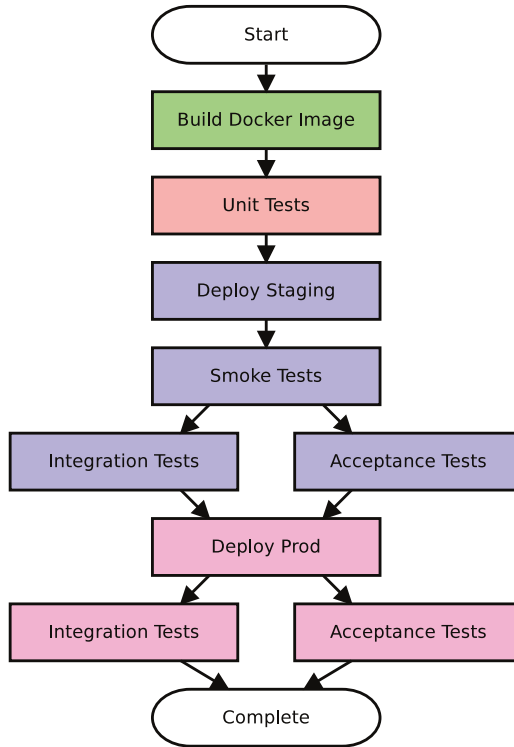 Start
Build Docker Image
Unit Tests
Deploy Staging
Smoke Tests
Integration Tests
Acceptance Tests
Deploy Prod
Integration Tests
Acceptance Tests
Complete